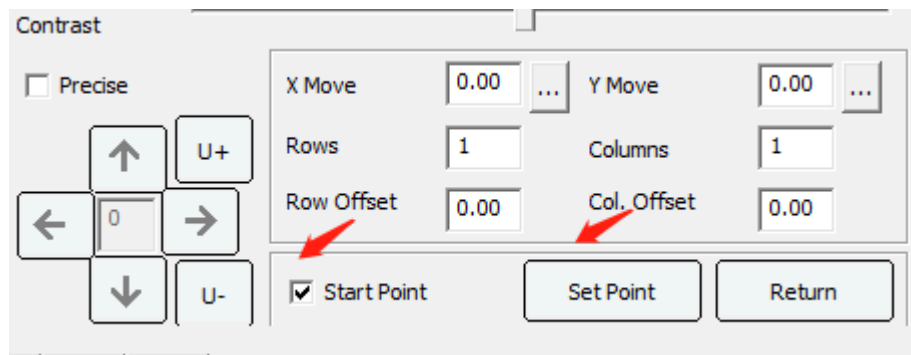 Contrast
Precise
X Move 0.00 ... Y Move 0.00 ...
U+
Rows 1 Columns 1
Row Offset 0.00 Col. Offset 0.00
0
Start Point Set Point Return
U-